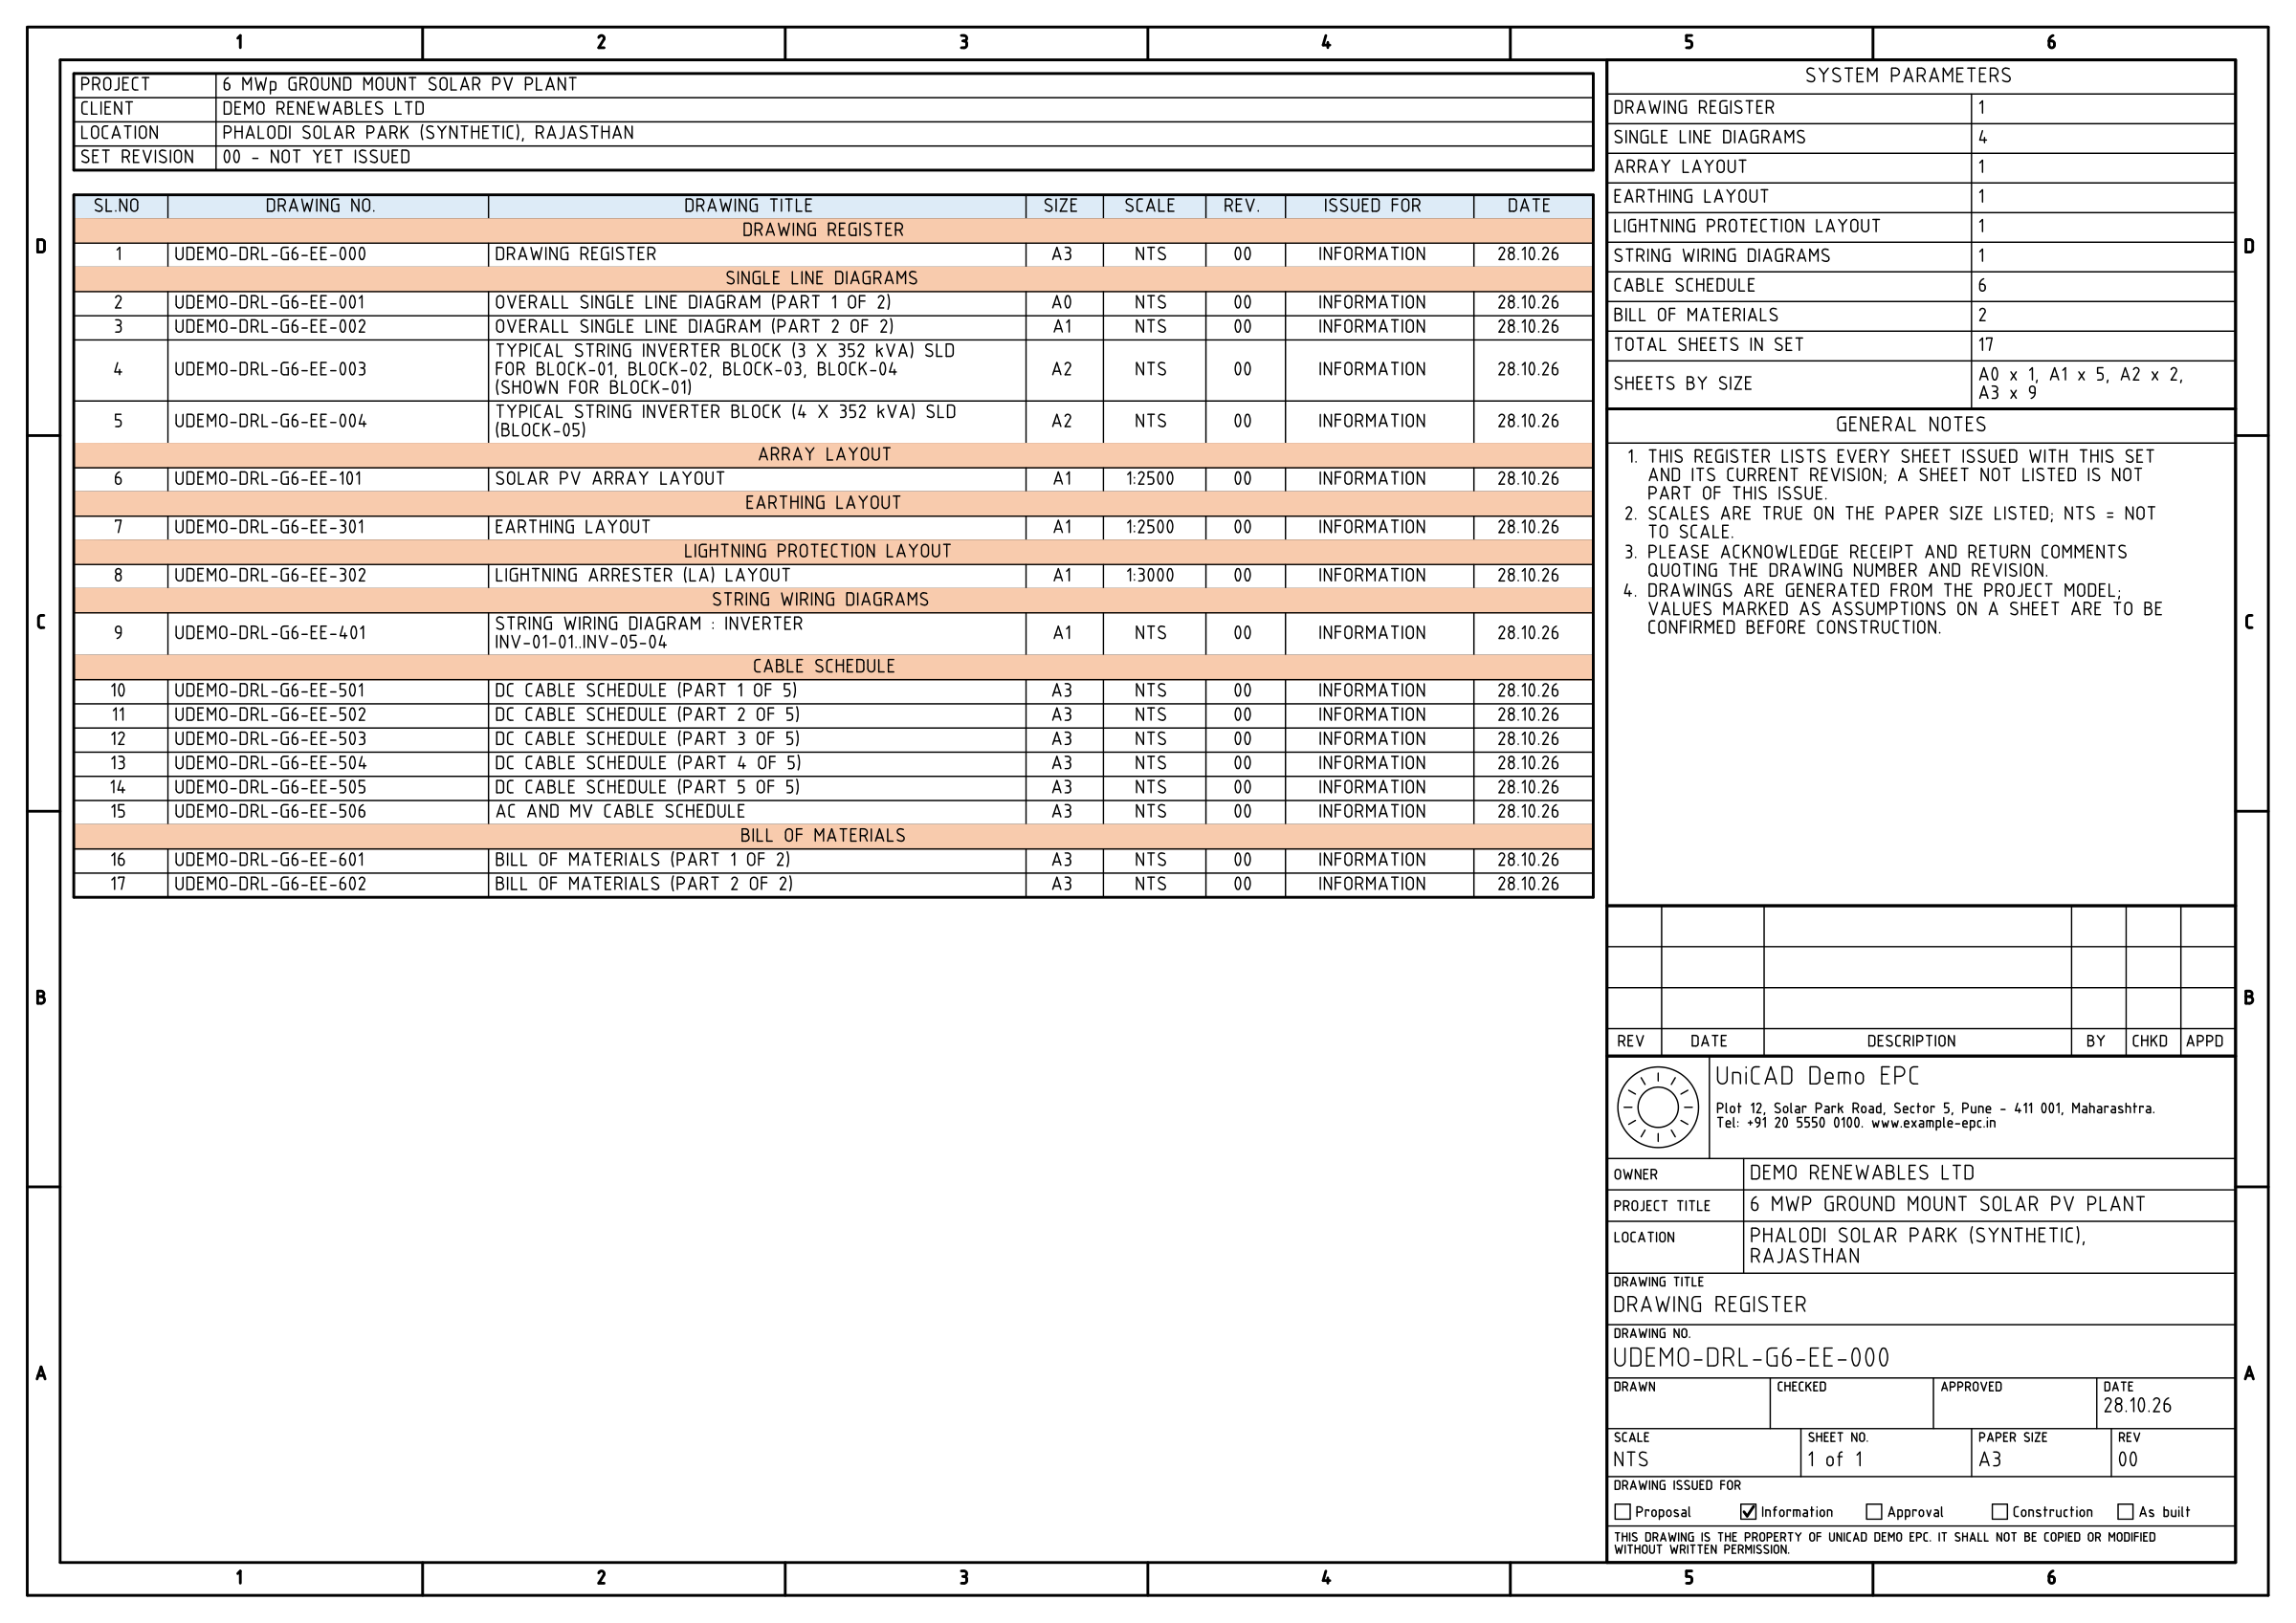 1 2 3 4 5 6
PROJECT 6 MWp GROUND MOUNT SOLAR PV PLANT
CLIENT DEMO RENEWABLES LTD
LOCATION PHALODI SOLAR PARK (SYNTHETIC), RAJASTHAN
SET REVISION 00 - NOT YET ISSUED
SL.NO DRAWING NO. DRAWING TITLE SIZE SCALE REV. ISSUED FOR DATE
DRAWING REGISTER
1 UDEMO-DRL-G6-EE-000 DRAWING REGISTER A3 NTS 00 INFORMATION 28.10.26
SINGLE LINE DIAGRAMS
2 UDEMO-DRL-G6-EE-001 OVERALL SINGLE LINE DIAGRAM (PART 1 OF 2) A0 NTS 00 INFORMATION 28.10.26
3 UDEMO-DRL-G6-EE-002 OVERALL SINGLE LINE DIAGRAM (PART 2 OF 2) A1 NTS 00 INFORMATION 28.10.26
4 UDEMO-DRL-G6-EE-003 TYPICAL STRING INVERTER BLOCK (3 X 352 kVA) SLD
FOR BLOCK-01, BLOCK-02, BLOCK-03, BLOCK-04
(SHOWN FOR BLOCK-01) A2 NTS 00 INFORMATION 28.10.26
5 UDEMO-DRL-G6-EE-004 TYPICAL STRING INVERTER BLOCK (4 X 352 kVA) SLD
(BLOCK-05) A2 NTS 00 INFORMATION 28.10.26
ARRAY LAYOUT
6 UDEMO-DRL-G6-EE-101 SOLAR PV ARRAY LAYOUT A1 1:2500 00 INFORMATION 28.10.26
EARTHING LAYOUT
7 UDEMO-DRL-G6-EE-301 EARTHING LAYOUT A1 1:2500 00 INFORMATION 28.10.26
LIGHTNING PROTECTION LAYOUT
8 UDEMO-DRL-G6-EE-302 LIGHTNING ARRESTER (LA) LAYOUT A1 1:3000 00 INFORMATION 28.10.26
STRING WIRING DIAGRAMS
9 UDEMO-DRL-G6-EE-401 STRING WIRING DIAGRAM : INVERTER
INV-01-01..INV-05-04 A1 NTS 00 INFORMATION 28.10.26
CABLE SCHEDULE
10 UDEMO-DRL-G6-EE-501 DC CABLE SCHEDULE (PART 1 OF 5) A3 NTS 00 INFORMATION 28.10.26
11 UDEMO-DRL-G6-EE-502 DC CABLE SCHEDULE (PART 2 OF 5) A3 NTS 00 INFORMATION 28.10.26
12 UDEMO-DRL-G6-EE-503 DC CABLE SCHEDULE (PART 3 OF 5) A3 NTS 00 INFORMATION 28.10.26
13 UDEMO-DRL-G6-EE-504 DC CABLE SCHEDULE (PART 4 OF 5) A3 NTS 00 INFORMATION 28.10.26
14 UDEMO-DRL-G6-EE-505 DC CABLE SCHEDULE (PART 5 OF 5) A3 NTS 00 INFORMATION 28.10.26
15 UDEMO-DRL-G6-EE-506 AC AND MV CABLE SCHEDULE A3 NTS 00 INFORMATION 28.10.26
BILL OF MATERIALS
16 UDEMO-DRL-G6-EE-601 BILL OF MATERIALS (PART 1 OF 2) A3 NTS 00 INFORMATION 28.10.26
17 UDEMO-DRL-G6-EE-602 BILL OF MATERIALS (PART 2 OF 2) A3 NTS 00 INFORMATION 28.10.26
SYSTEM PARAMETERS
DRAWING REGISTER 1
SINGLE LINE DIAGRAMS 4
ARRAY LAYOUT 1
EARTHING LAYOUT 1
LIGHTNING PROTECTION LAYOUT 1
STRING WIRING DIAGRAMS 1
CABLE SCHEDULE 6
BILL OF MATERIALS 2
TOTAL SHEETS IN SET 17
SHEETS BY SIZE A0 x 1, A1 x 5, A2 x 2,
A3 x 9
GENERAL NOTES
1. THIS REGISTER LISTS EVERY SHEET ISSUED WITH THIS SET
AND ITS CURRENT REVISION; A SHEET NOT LISTED IS NOT
PART OF THIS ISSUE.
2. SCALES ARE TRUE ON THE PAPER SIZE LISTED; NTS = NOT
TO SCALE.
3. PLEASE ACKNOWLEDGE RECEIPT AND RETURN COMMENTS
QUOTING THE DRAWING NUMBER AND REVISION.
4. DRAWINGS ARE GENERATED FROM THE PROJECT MODEL;
VALUES MARKED AS ASSUMPTIONS ON A SHEET ARE TO BE
CONFIRMED BEFORE CONSTRUCTION.
REV DATE DESCRIPTION BY CHKD APPD
UniCAD Demo EPC
Plot 12, Solar Park Road, Sector 5, Pune - 411 001, Maharashtra.
Tel: +91 20 5550 0100. www.example-epc.in
OWNER DEMO RENEWABLES LTD
PROJECT TITLE 6 MWP GROUND MOUNT SOLAR PV PLANT
LOCATION PHALODI SOLAR PARK (SYNTHETIC),
RAJASTHAN
DRAWING TITLE
DRAWING REGISTER
DRAWING NO.
UDEMO-DRL-G6-EE-000
DRAWN CHECKED APPROVED DATE
28.10.26
SCALE SHEET NO. PAPER SIZE REV
NTS 1 of 1 A3 00
DRAWING ISSUED FOR
Proposal Information Approval Construction As built
THIS DRAWING IS THE PROPERTY OF UNICAD DEMO EPC. IT SHALL NOT BE COPIED OR MODIFIED
WITHOUT WRITTEN PERMISSION.
D D
C C
B B
A A
1 2 3 4 5 6